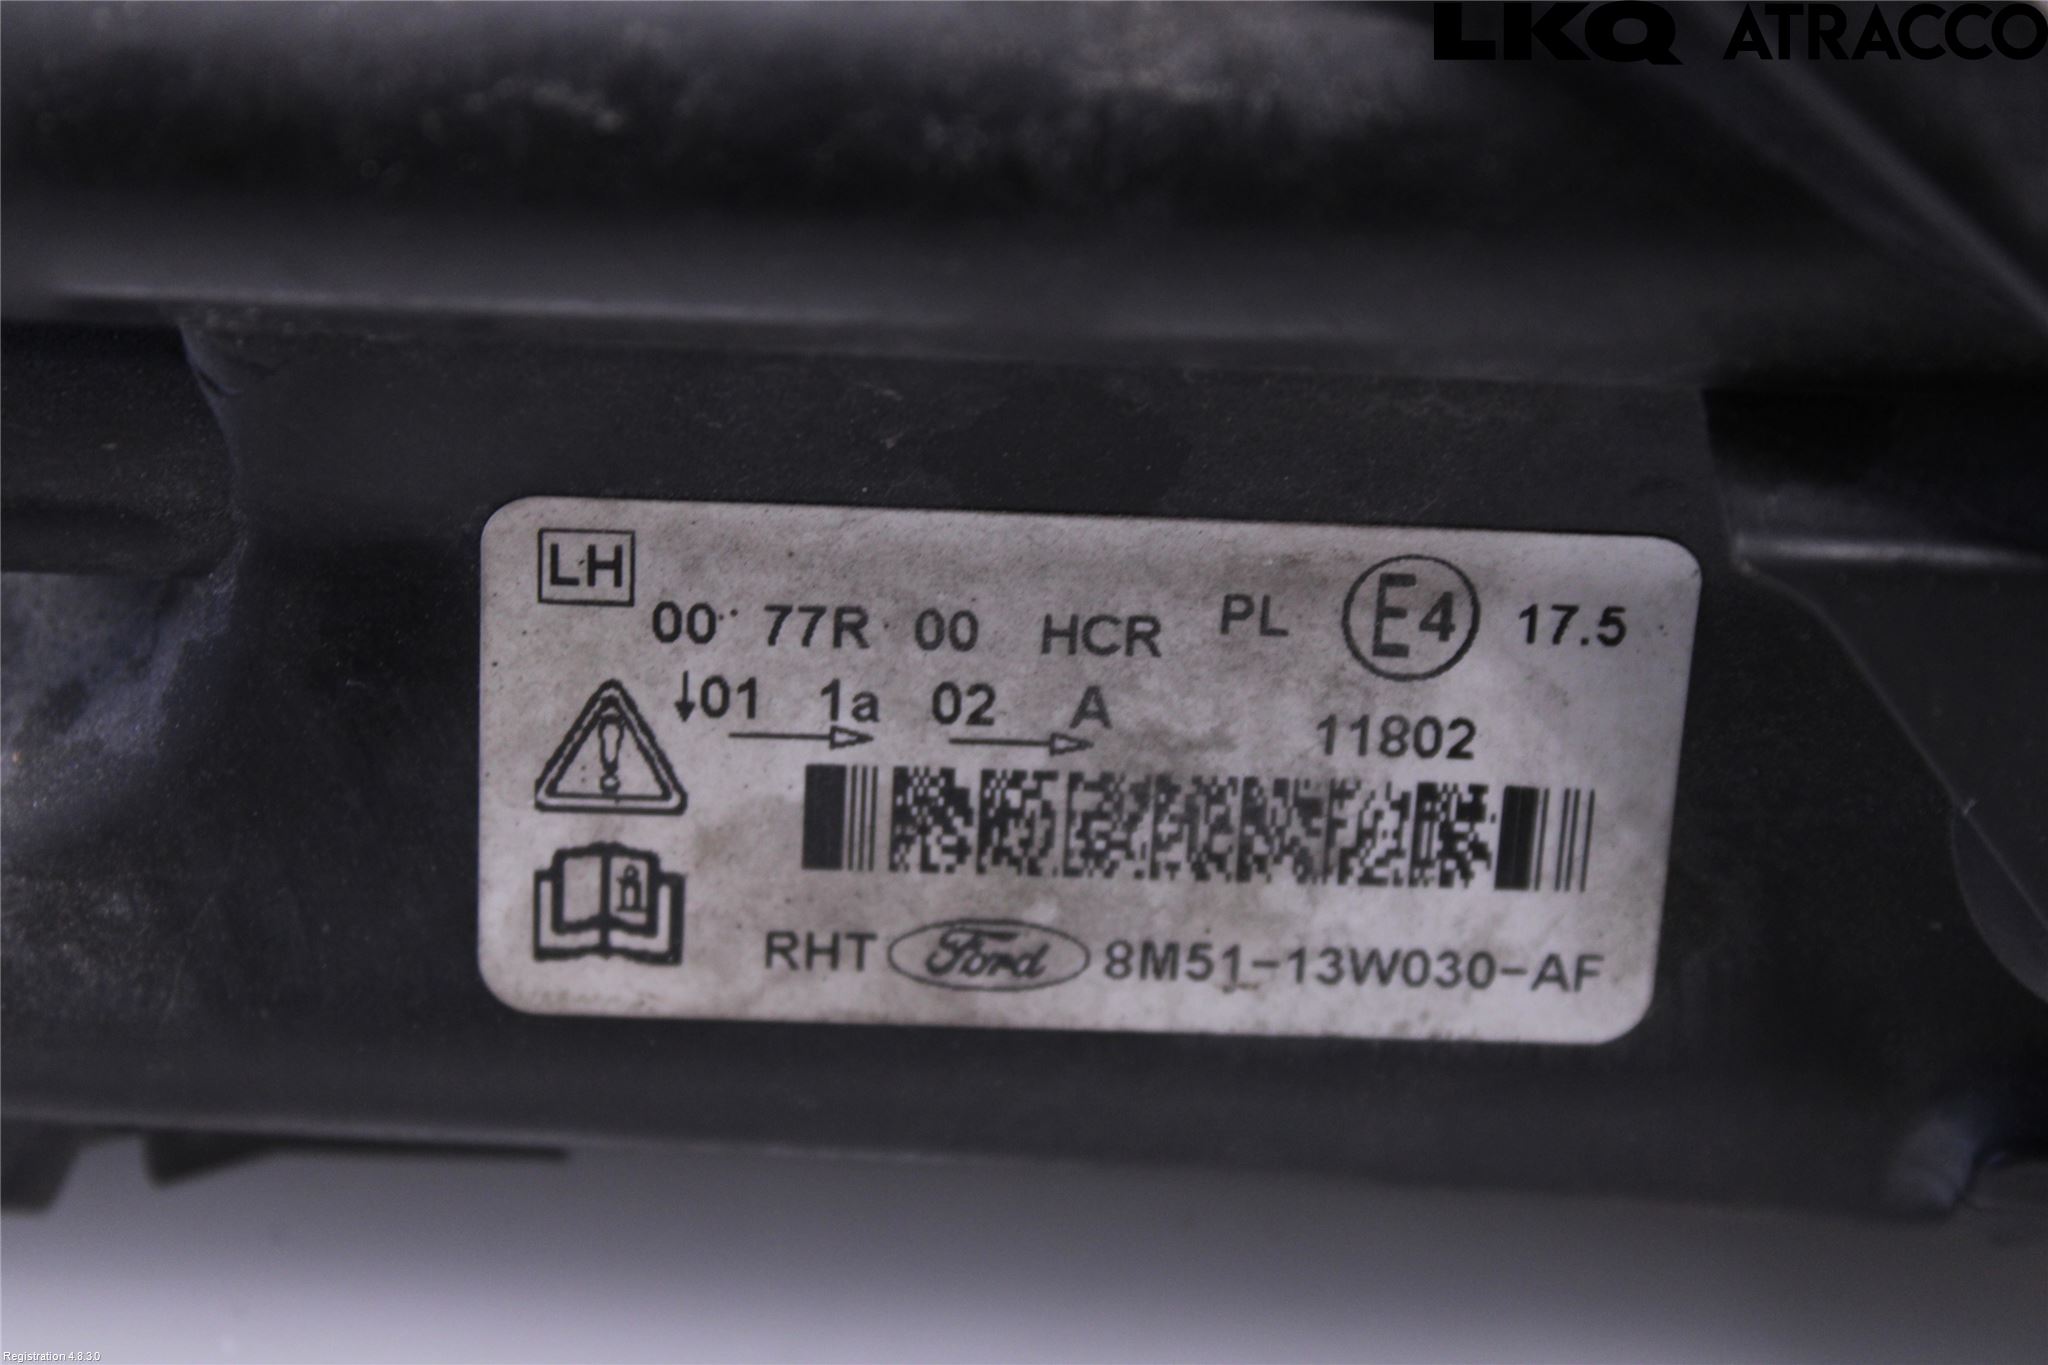 LKQ ATRACCO
LH
00 77R 00 HCR PL E4 17.5
↓01 1a 02 A 11802
RHT Ford 8M51-13W030-AF
Registration 4.8.3.0